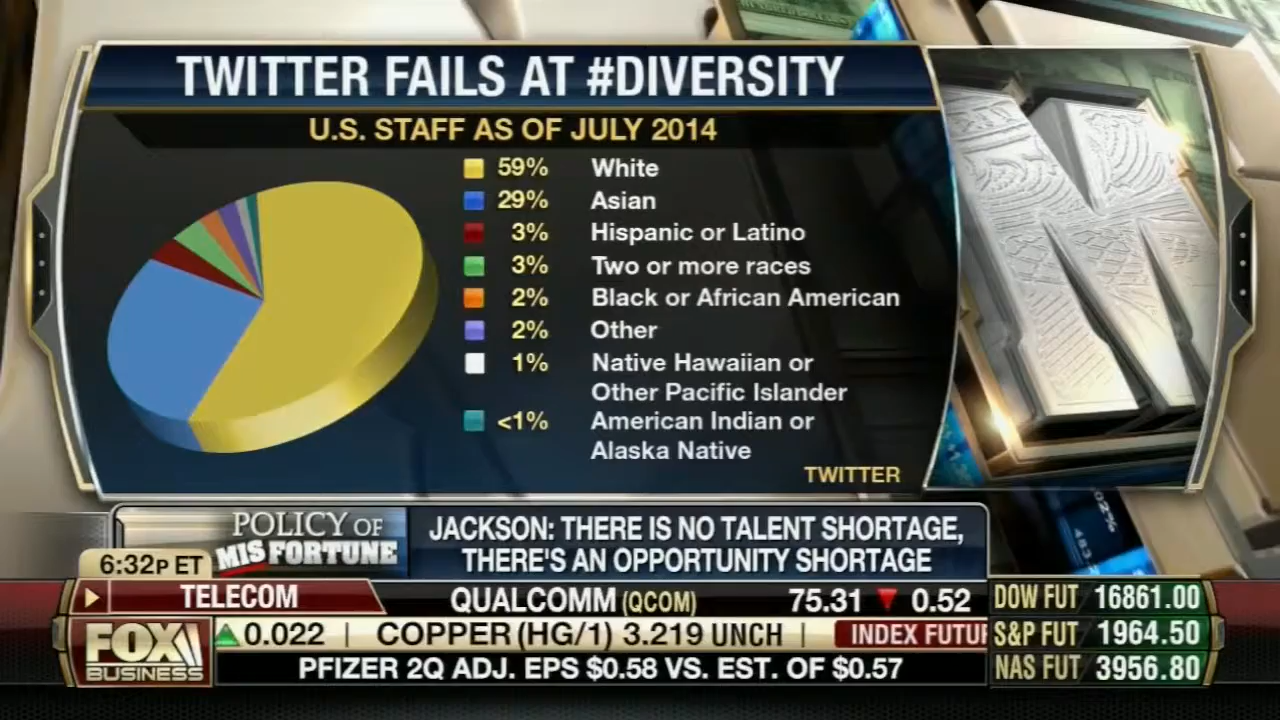 TWITTER FAILS AT #DIVERSITY
U.S. STAFF AS OF JULY 2014
59% White
29% Asian
3% Hispanic or Latino
3% Two or more races
2% Black or African American
2% Other
1% Native Hawaiian or
Other Pacific Islander
<1% American Indian or
Alaska Native
TWITTER
N
POLICY OF
MISFORTUNE
JACKSON: THERE IS NO TALENT SHORTAGE,
THERE'S AN OPPORTUNITY SHORTAGE
6:32P ET
TELECOM
QUALCOMM (QCOM) 75.31 0.52
DOW FUT 16861.00
FOX
BUSINESS
0.022 | COPPER (HG/1) 3.219 UNCH | INDEX FUTU
S&P FUT 1964.50
PFIZER 2Q ADJ. EPS $0.58 VS. EST. OF $0.57
NAS FUT 3956.80